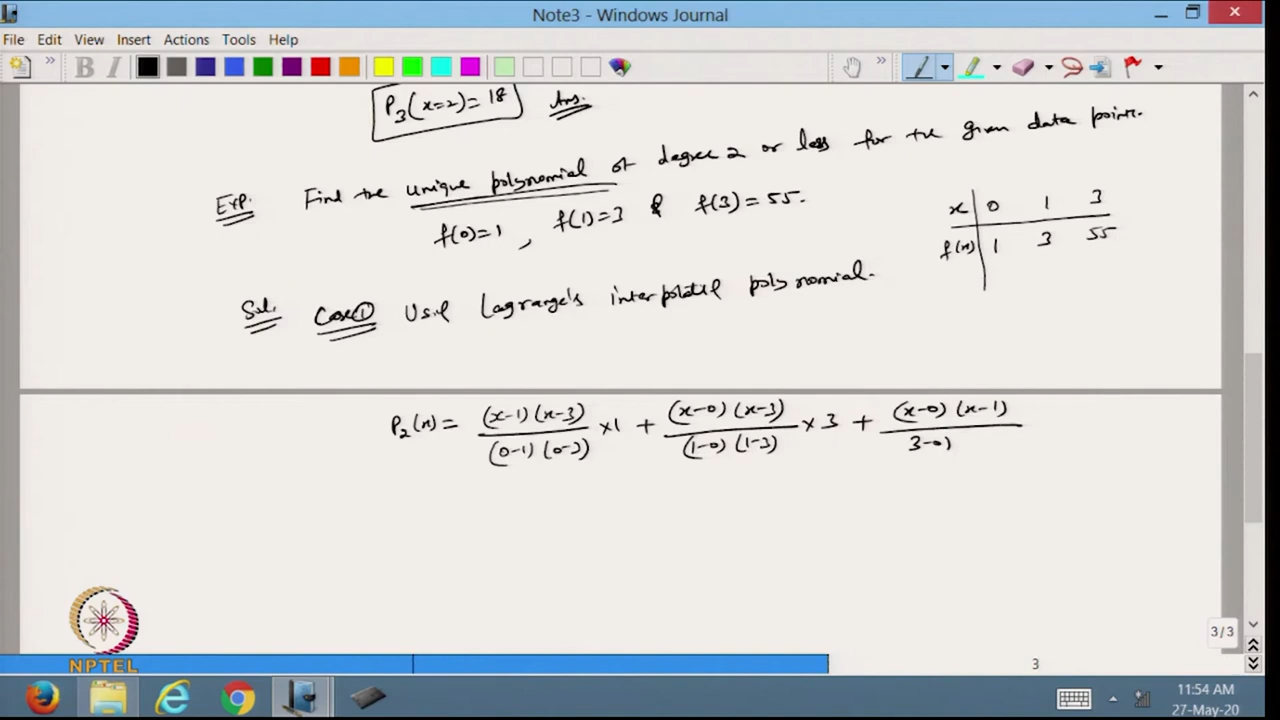 Note3 - Windows Journal
File Edit View Insert Actions Tools Help
P₃(x=2)=18 Ans.
Exp. Find the unique polynomial of degree 2 or less for the given data points.
f(0)=1, f(1)=3 & f(3)=55.
x 0 1 3
f(x) 1 3 55
Sol. Case① Using Lagrange's interpolating polynomial.
P₂(x) = (x-1)(x-3)/(0-1)(0-3) ×1 + (x-0)(x-3)/(1-0)(1-3) ×3 + (x-0)(x-1)/3-0)
3/3
NPTEL
3
11:54 AM
27-May-20